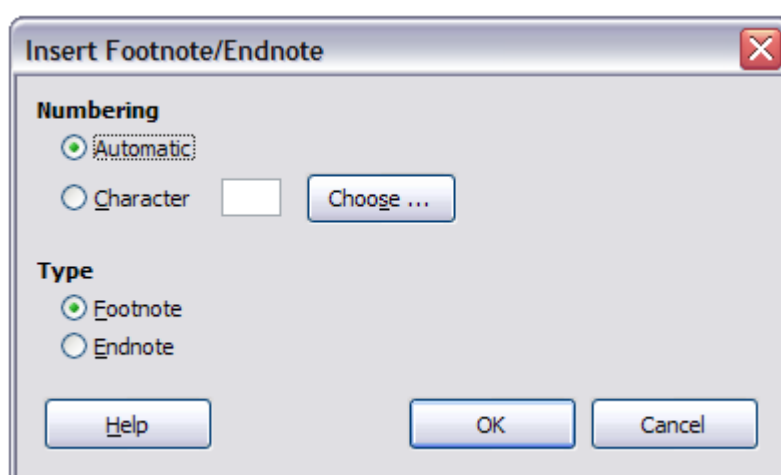 Insert Footnote/Endnote
Numbering
Automatic
Character Choose ...
Type
Footnote
Endnote
Help OK Cancel